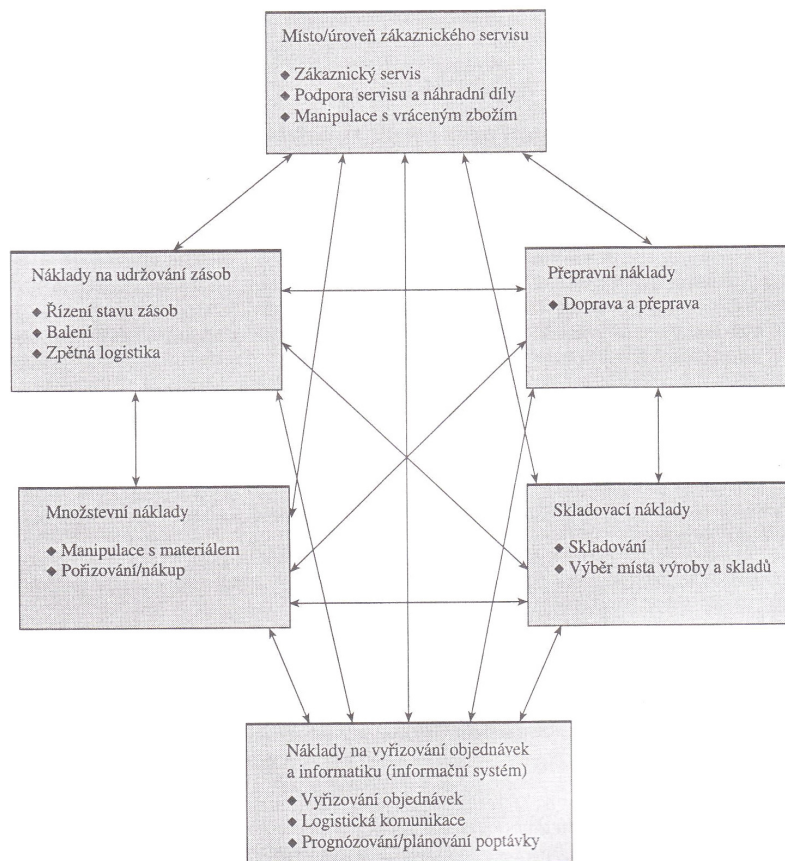 Místo/úroveň zákaznického servisu
◆ Zákaznický servis
◆ Podpora servisu a náhradní díly
◆ Manipulace s vráceným zbožím
Náklady na udržování zásob
◆ Řízení stavu zásob
◆ Balení
◆ Zpětná logistika
Přepravní náklady
◆ Doprava a přeprava
Množstevní náklady
◆ Manipulace s materiálem
◆ Pořizování/nákup
Skladovací náklady
◆ Skladování
◆ Výběr místa výroby a skladů
Náklady na vyřizování objednávek
a informatiku (informační systém)
◆ Vyřizování objednávek
◆ Logistická komunikace
◆ Prognózování/plánování poptávky